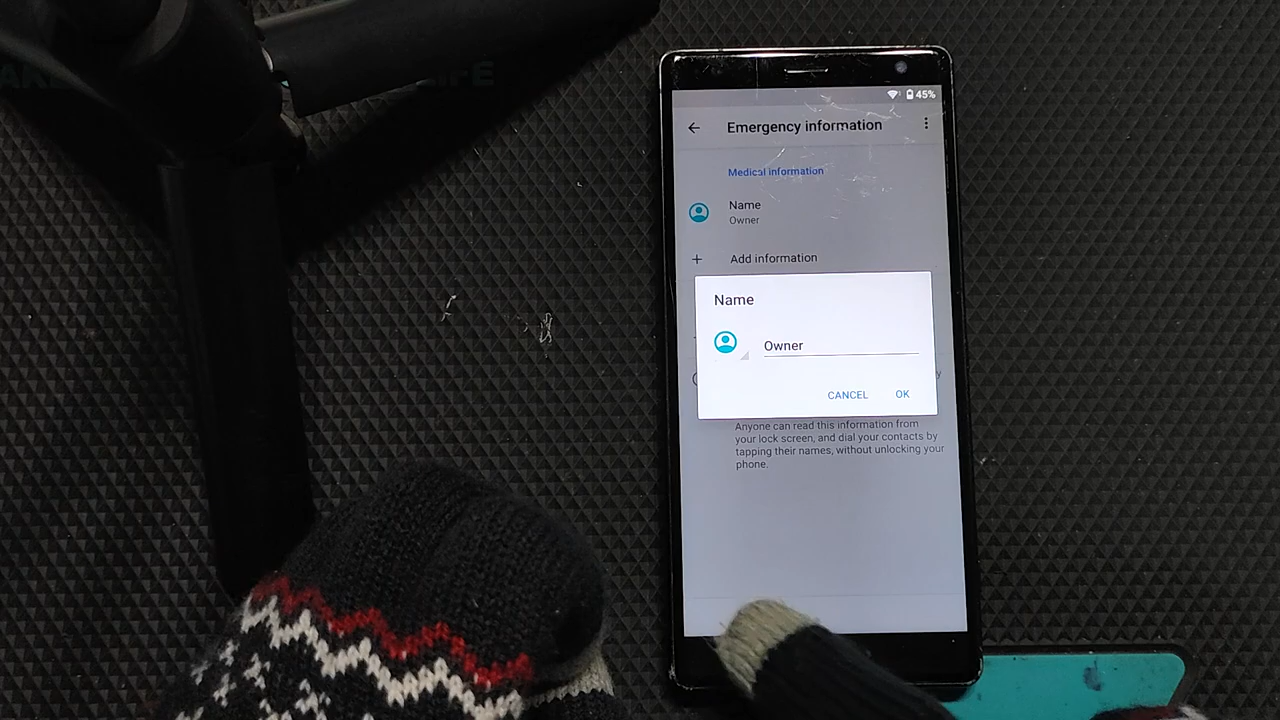 45%
Emergency information
Medical information
Name
Owner
Add information
Name
Owner
CANCEL
OK
Anyone can read this information from
your lock screen, and dial your contacts by
tapping their names, without unlocking your
phone.